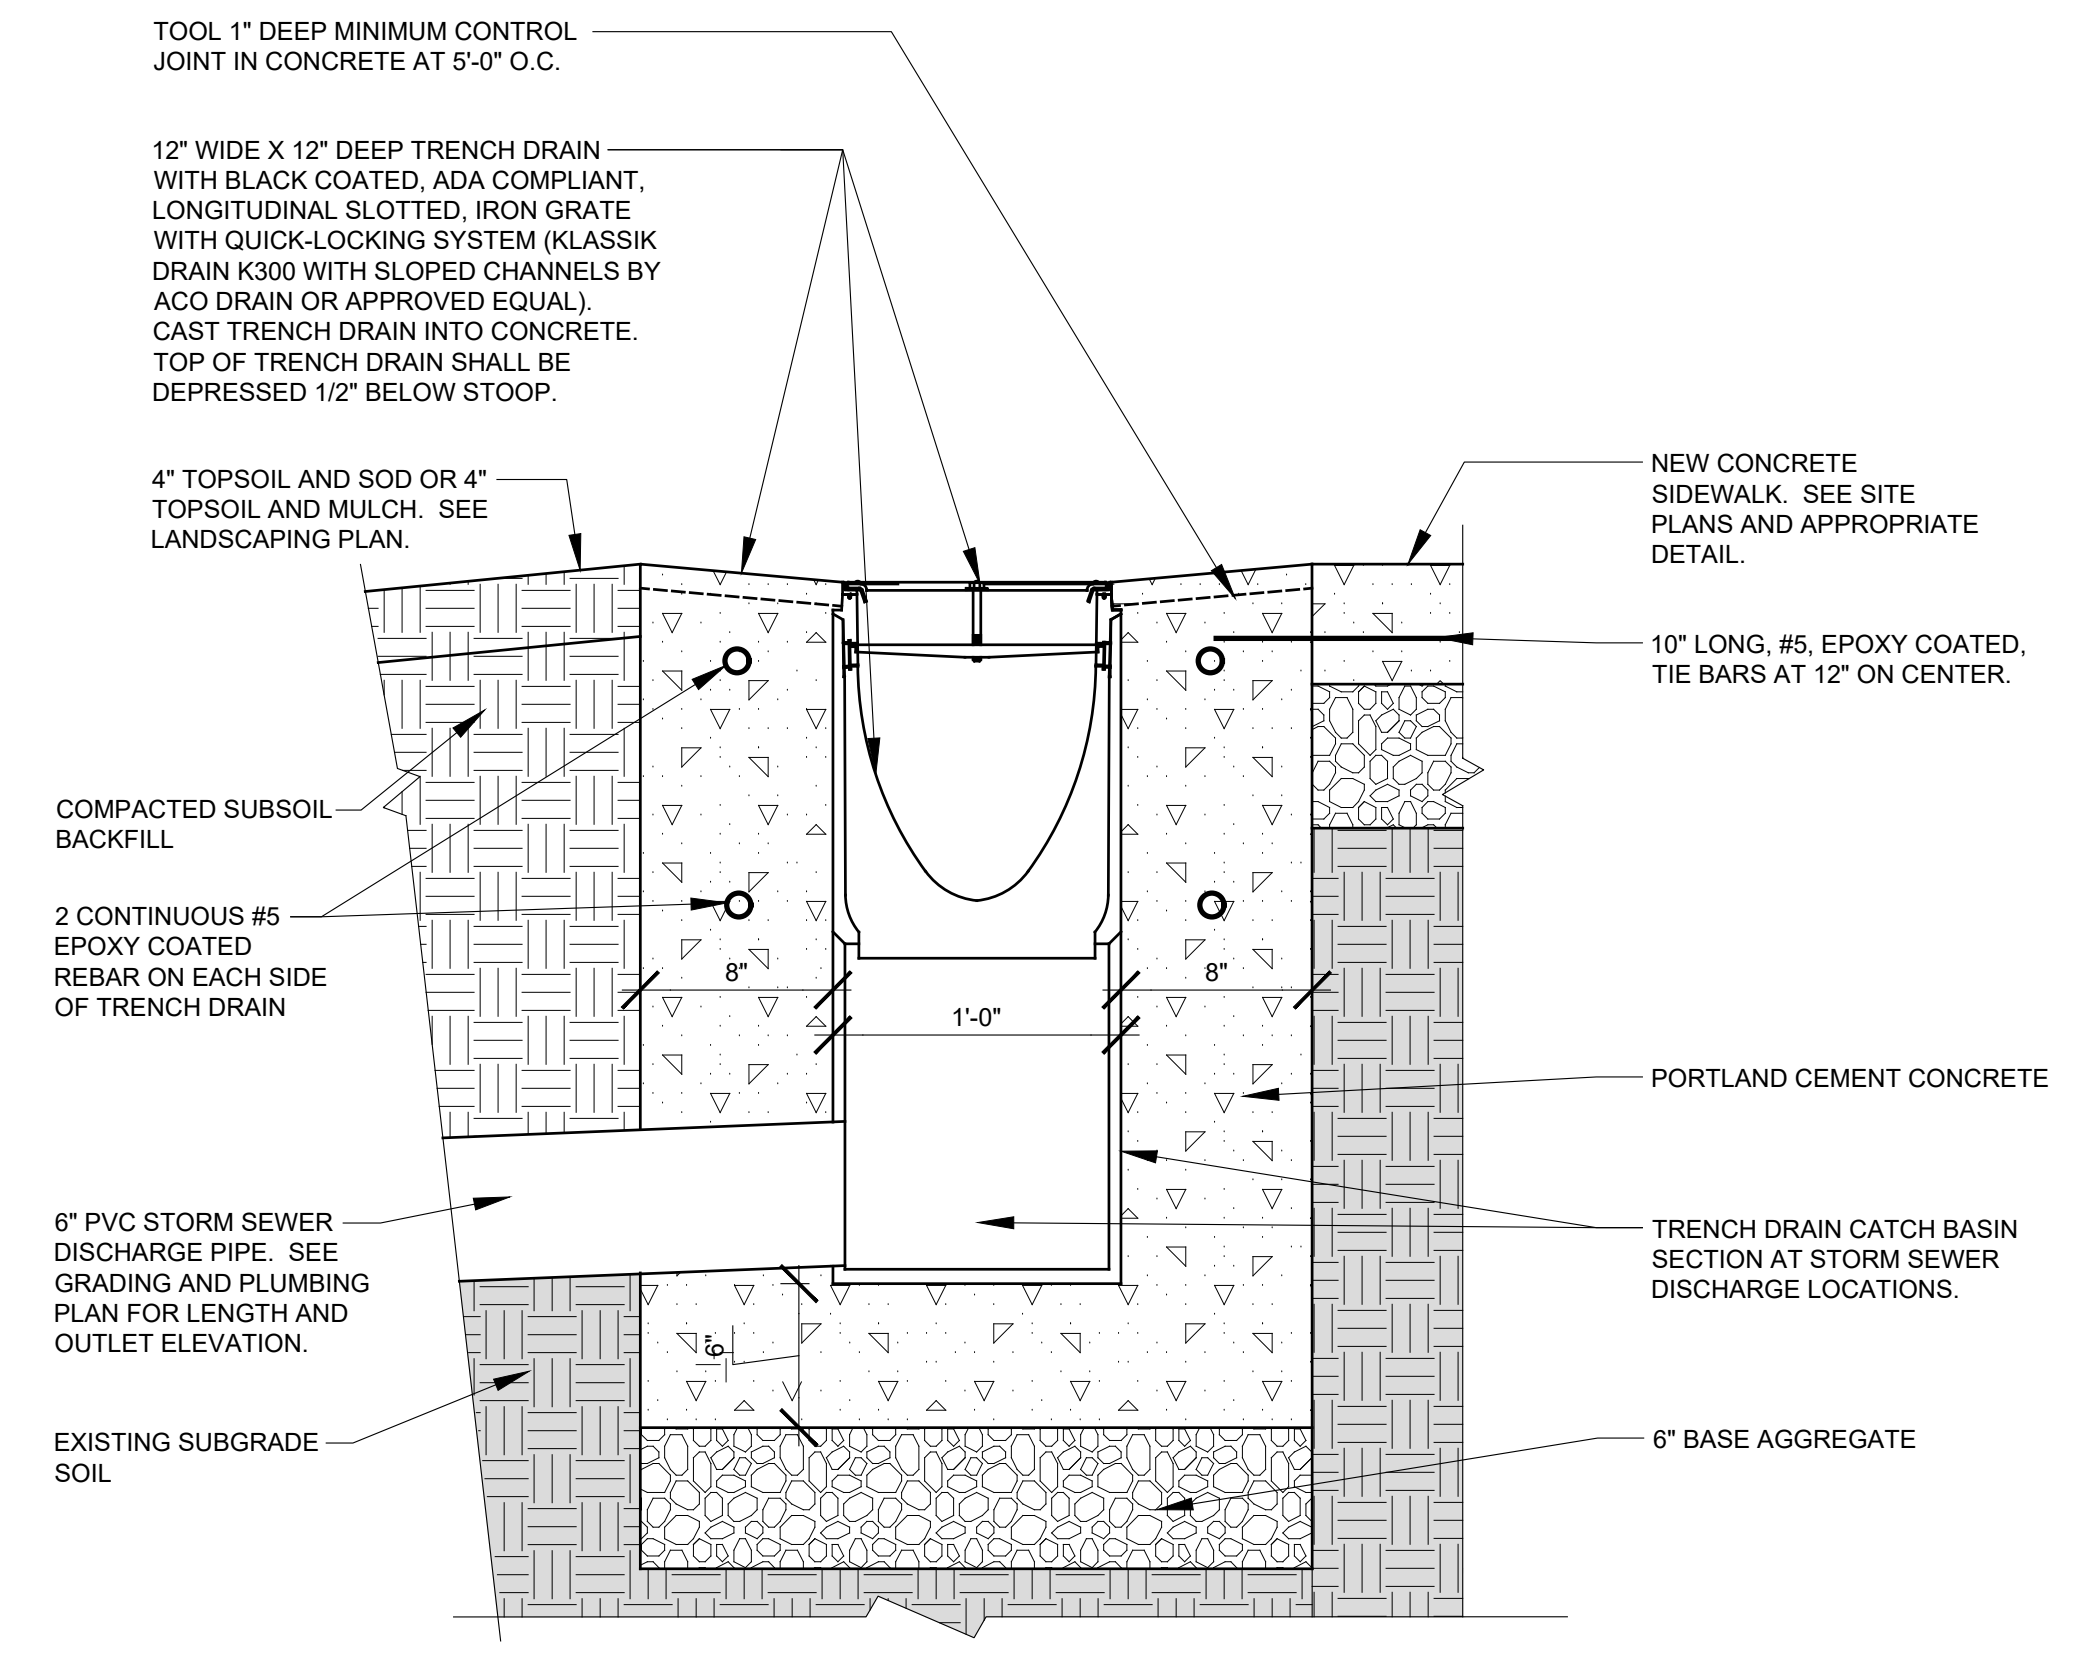 TOOL 1" DEEP MINIMUM CONTROL
JOINT IN CONCRETE AT 5'-0" O.C.
12" WIDE X 12" DEEP TRENCH DRAIN
WITH BLACK COATED, ADA COMPLIANT,
LONGITUDINAL SLOTTED, IRON GRATE
WITH QUICK-LOCKING SYSTEM (KLASSIK
DRAIN K300 WITH SLOPED CHANNELS BY
ACO DRAIN OR APPROVED EQUAL).
CAST TRENCH DRAIN INTO CONCRETE.
TOP OF TRENCH DRAIN SHALL BE
DEPRESSED 1/2" BELOW STOOP.
4" TOPSOIL AND SOD OR 4"
TOPSOIL AND MULCH.  SEE
LANDSCAPING PLAN.
COMPACTED SUBSOIL
BACKFILL
2 CONTINUOUS #5
EPOXY COATED
REBAR ON EACH SIDE
OF TRENCH DRAIN
6" PVC STORM SEWER
DISCHARGE PIPE.  SEE
GRADING AND PLUMBING
PLAN FOR LENGTH AND
OUTLET ELEVATION.
EXISTING SUBGRADE
SOIL
8"
8"
1'-0"
6"
NEW CONCRETE
SIDEWALK.  SEE SITE
PLANS AND APPROPRIATE
DETAIL.
10" LONG, #5, EPOXY COATED,
TIE BARS AT 12" ON CENTER.
PORTLAND CEMENT CONCRETE
TRENCH DRAIN CATCH BASIN
SECTION AT STORM SEWER
DISCHARGE LOCATIONS.
6" BASE AGGREGATE